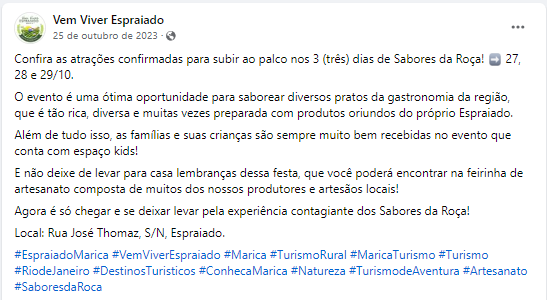 Vem Viver Espraiado
25 de outubro de 2023 ·
Confira as atrações confirmadas para subir ao palco nos 3 (três) dias de Sabores da Roça! ➡️ 27,
28 e 29/10.
O evento é uma ótima oportunidade para saborear diversos pratos da gastronomia da região,
que é tão rica, diversa e muitas vezes preparada com produtos oriundos do próprio Espraiado.
Além de tudo isso, as famílias e suas crianças são sempre muito bem recebidas no evento que
conta com espaço kids!
E não deixe de levar para casa lembranças dessa festa, que você poderá encontrar na feirinha de
artesanato composta de muitos dos nossos produtores e artesãos locais!
Agora é só chegar e se deixar levar pela experiência contagiante dos Sabores da Roça!
Local: Rua José Thomaz, S/N, Espraiado.
#EspraiadoMarica #VemViverEspraiado #Marica #TurismoRural #MaricaTurismo #Turismo
#RiodeJaneiro #DestinosTuristicos #ConhecaMarica #Natureza #TurismodeAventura #Artesanato
#SaboresdaRoca